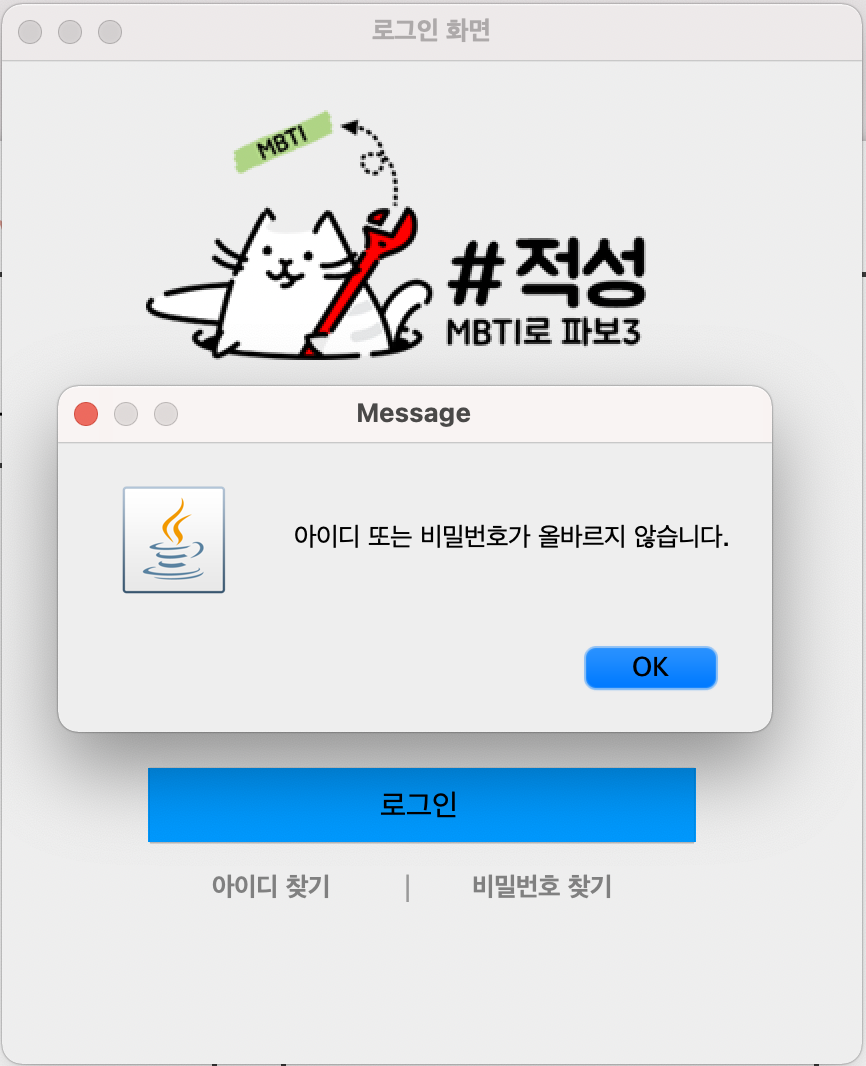 로그인 화면
MBTI
#적성
MBTI로 파보3
Message
아이디 또는 비밀번호가 올바르지 않습니다.
OK
로그인
아이디 찾기 | 비밀번호 찾기